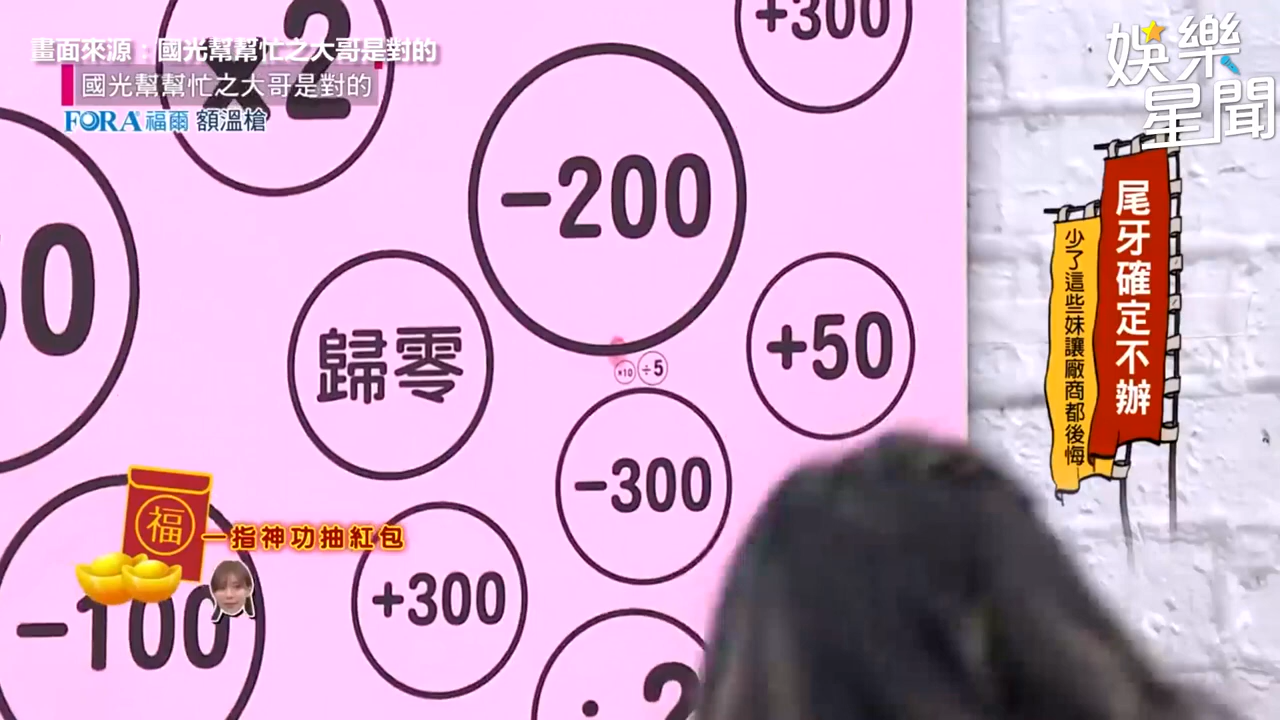 畫面來源：國光幫幫忙之大哥是對的
國光幫幫忙之大哥是對的
FORA 福爾 額溫槍
娛樂
星聞
×2
+300
-200
50
歸零
+50
×10
÷5
-300
-100
+300
尾牙確定不辦
少了這些妹讓廠商都後悔
福
一指神功抽紅包